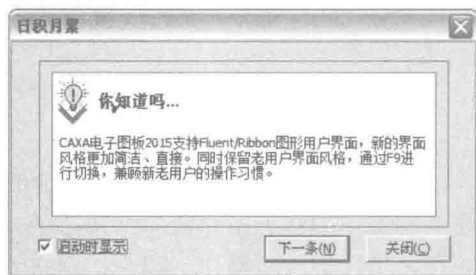 日积月累
你知道吗...
CAXA电子图板2015支持Fluent/Ribbon图形用户界面，新的界面
风格更加简洁、直接。同时保留老用户界面风格，通过F9进
行切换，兼顾新老用户的操作习惯。
启动时显示
下一条(N)
关闭(C)